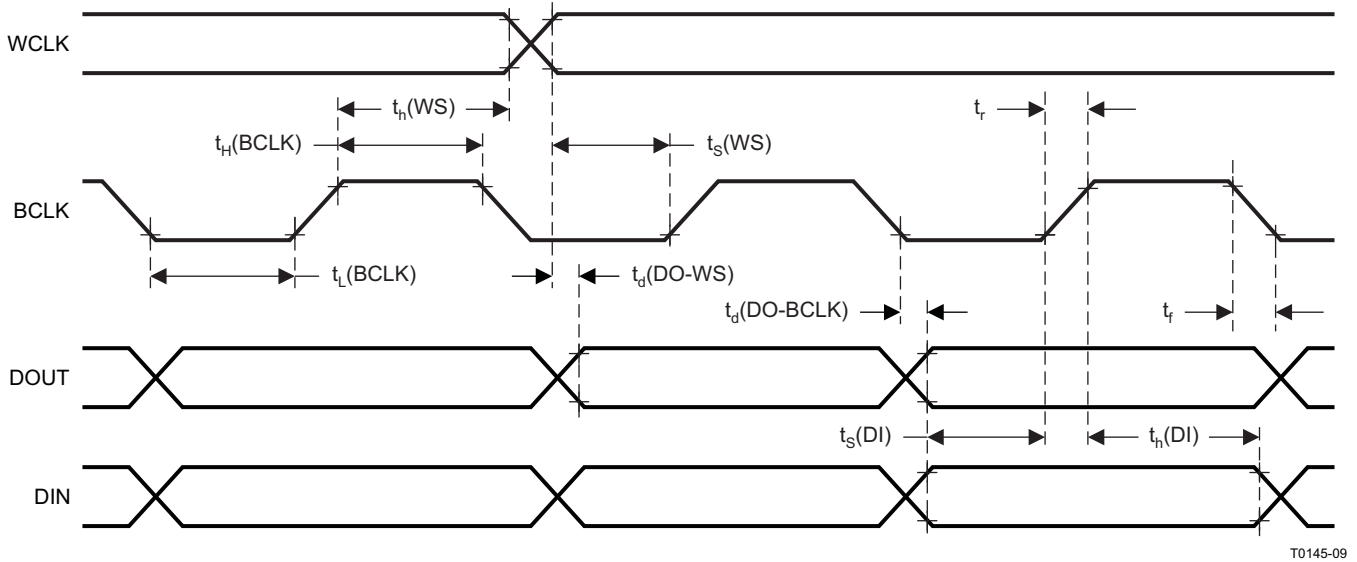 WCLK
t_h(WS)
t_r
t_H(BCLK)
t_S(WS)
BCLK
t_L(BCLK)
t_d(DO-WS)
t_d(DO-BCLK)
t_f
DOUT
t_S(DI)
t_h(DI)
DIN
T0145-09